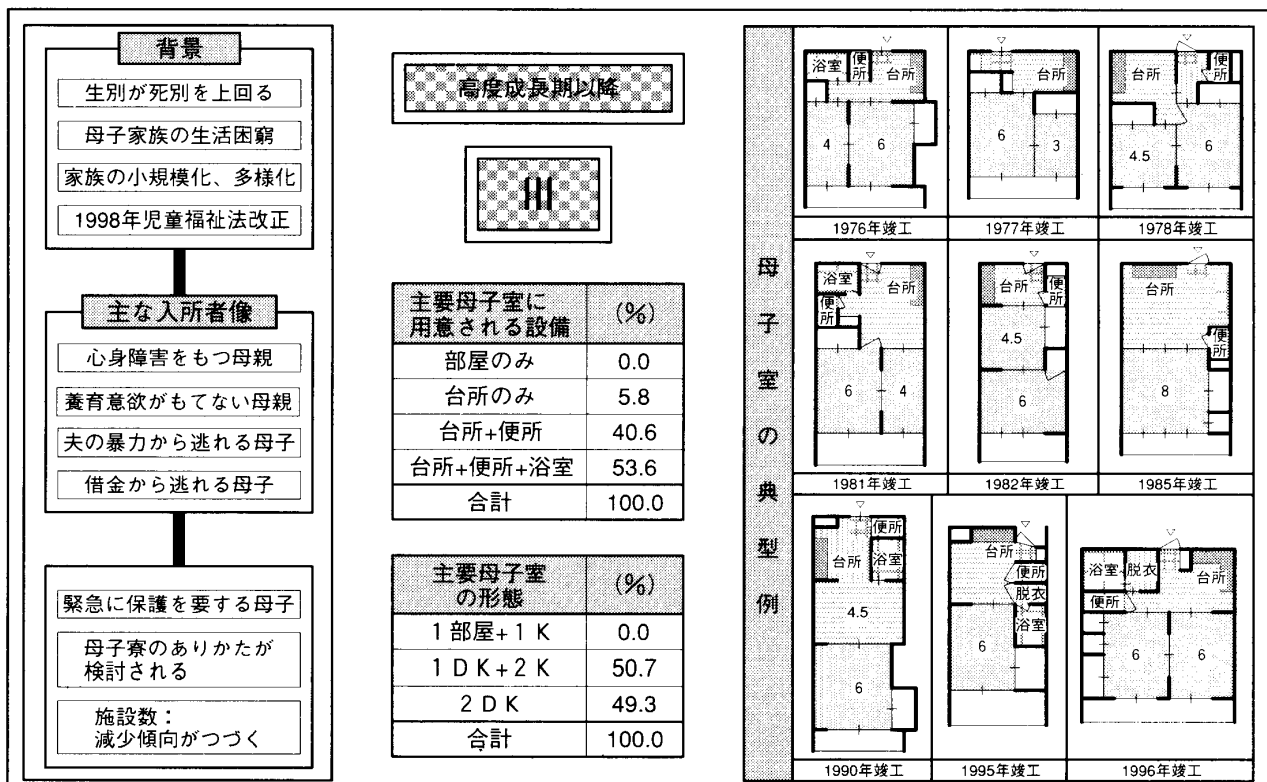 背景
生別が死別を上回る
母子家族の生活困窮
家族の小規模化、多様化
1998年児童福祉法改正
主な入所者像
心身障害をもつ母親
養育意欲がもてない母親
夫の暴力から逃れる母子
借金から逃れる母子
緊急に保護を要する母子
母子寮のありかたが
検討される
施設数：
減少傾向がつづく
高度成長期以降
主要母子室に
用意される設備
(%)
部屋のみ 0.0
台所のみ 5.8
台所+便所 40.6
台所+便所+浴室 53.6
合計 100.0
主要母子室
の形態
(%)
1部屋+1K 0.0
1DK+2K 50.7
2DK 49.3
合計 100.0
母子室の典型例
浴室 便所 台所
4 6
1976年竣工
台所
6 3
1977年竣工
台所 便所
4.5 6
1978年竣工
浴室 台所
便所
6 4
1981年竣工
台所 便所
4.5
6
1982年竣工
台所
便所
8
1985年竣工
便所
台所 浴室
4.5
6
1990年竣工
台所
便所
脱衣
浴室
6
1995年竣工
浴室 脱衣 台所
便所
6 6
1996年竣工